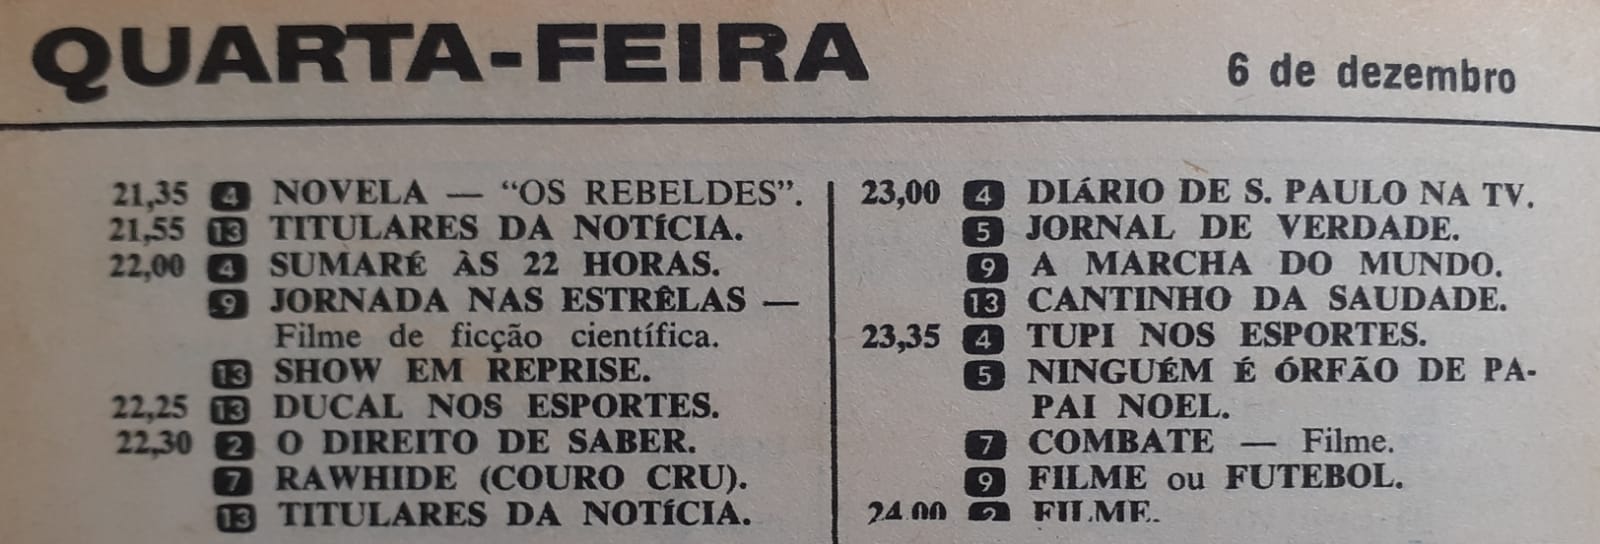 QUARTA-FEIRA
6 de dezembro
21,35 4 NOVELA — “OS REBELDES”.
21,55 13 TITULARES DA NOTÍCIA.
22,00 4 SUMARÉ ÀS 22 HORAS.
9 JORNADA NAS ESTRÊLAS —
Filme de ficção científica.
13 SHOW EM REPRISE.
22,25 13 DUCAL NOS ESPORTES.
22,30 2 O DIREITO DE SABER.
7 RAWHIDE (COURO CRU).
13 TITULARES DA NOTÍCIA.
23,00 4 DIÁRIO DE S. PAULO NA TV.
5 JORNAL DE VERDADE.
9 A MARCHA DO MUNDO.
13 CANTINHO DA SAUDADE.
23,35 4 TUPI NOS ESPORTES.
5 NINGUÉM É ÓRFÃO DE PA-
PAI NOEL.
7 COMBATE — Filme.
9 FILME ou FUTEBOL.
24,00 2 FILME.